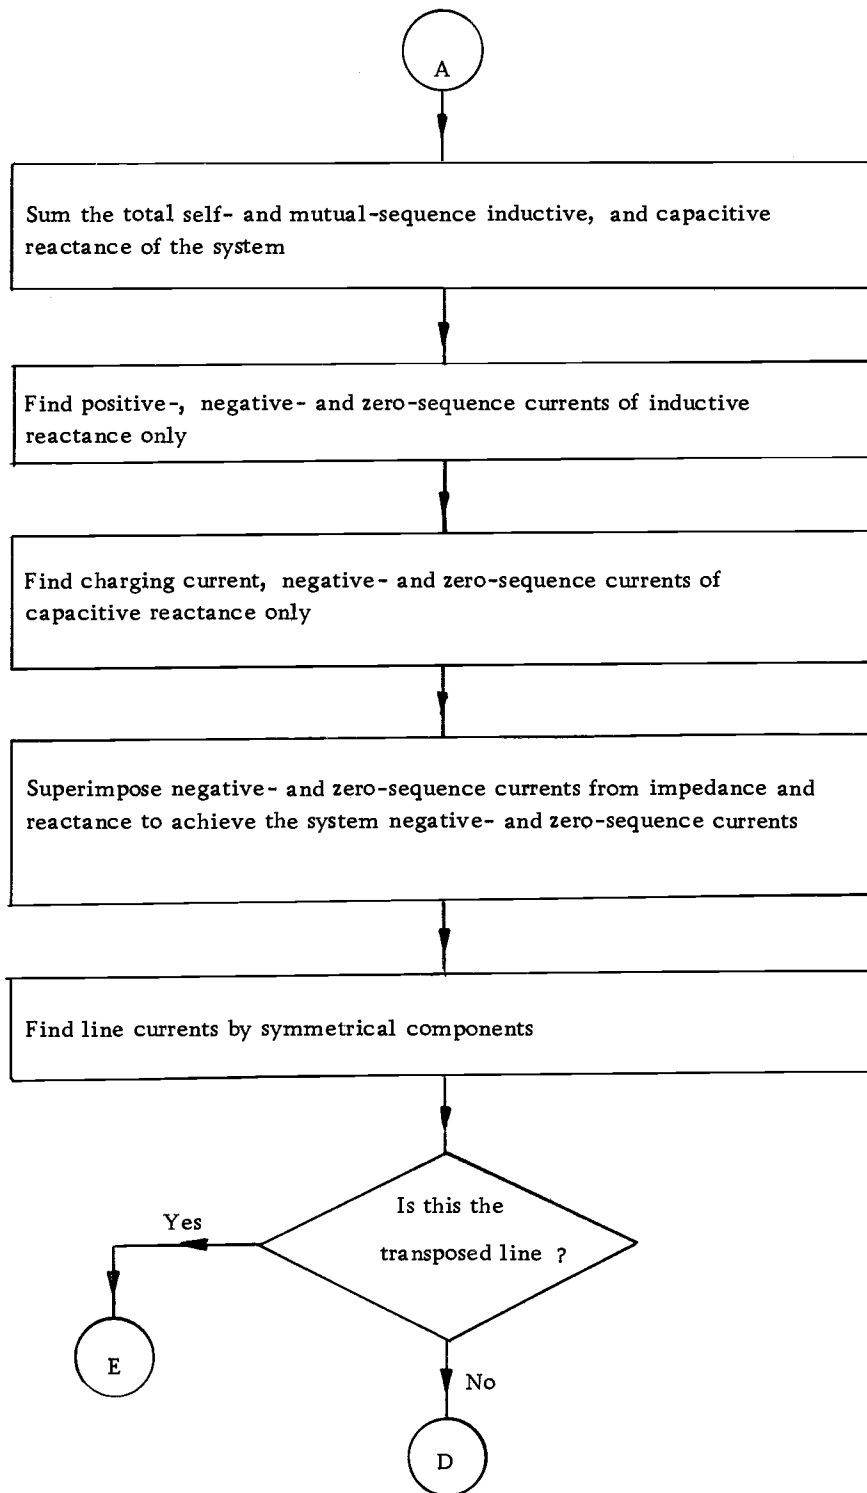 A
Sum the total self- and mutual-sequence inductive, and capacitive
reactance of the system
Find positive-, negative- and zero-sequence currents of inductive
reactance only
Find charging current, negative- and zero-sequence currents of
capacitive reactance only
Superimpose negative- and zero-sequence currents from impedance and
reactance to achieve the system negative- and zero-sequence currents
Find line currents by symmetrical components
Is this the
transposed line ?
Yes
E
No
D